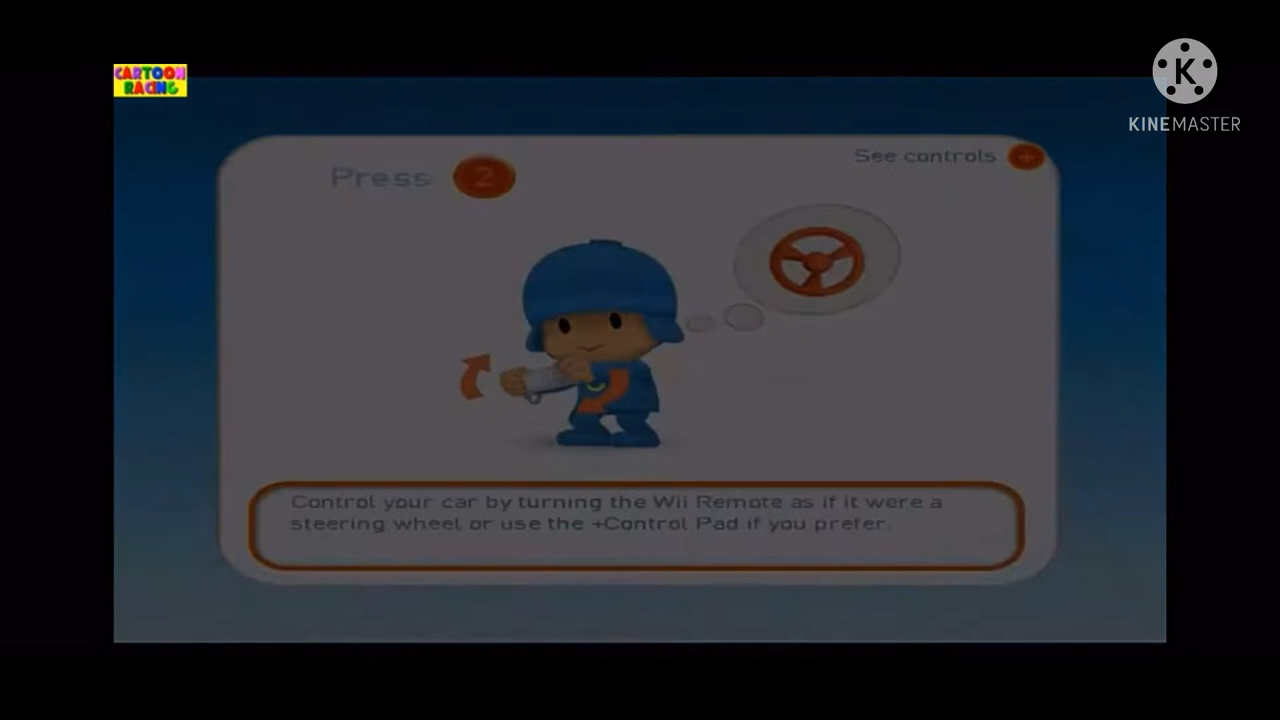 CARTOON
RACING
K
KINEMASTER
See controls +
Press 2
Control your car by turning the Wii Remote as if it were a
steering wheel or use the +Control Pad if you prefer.